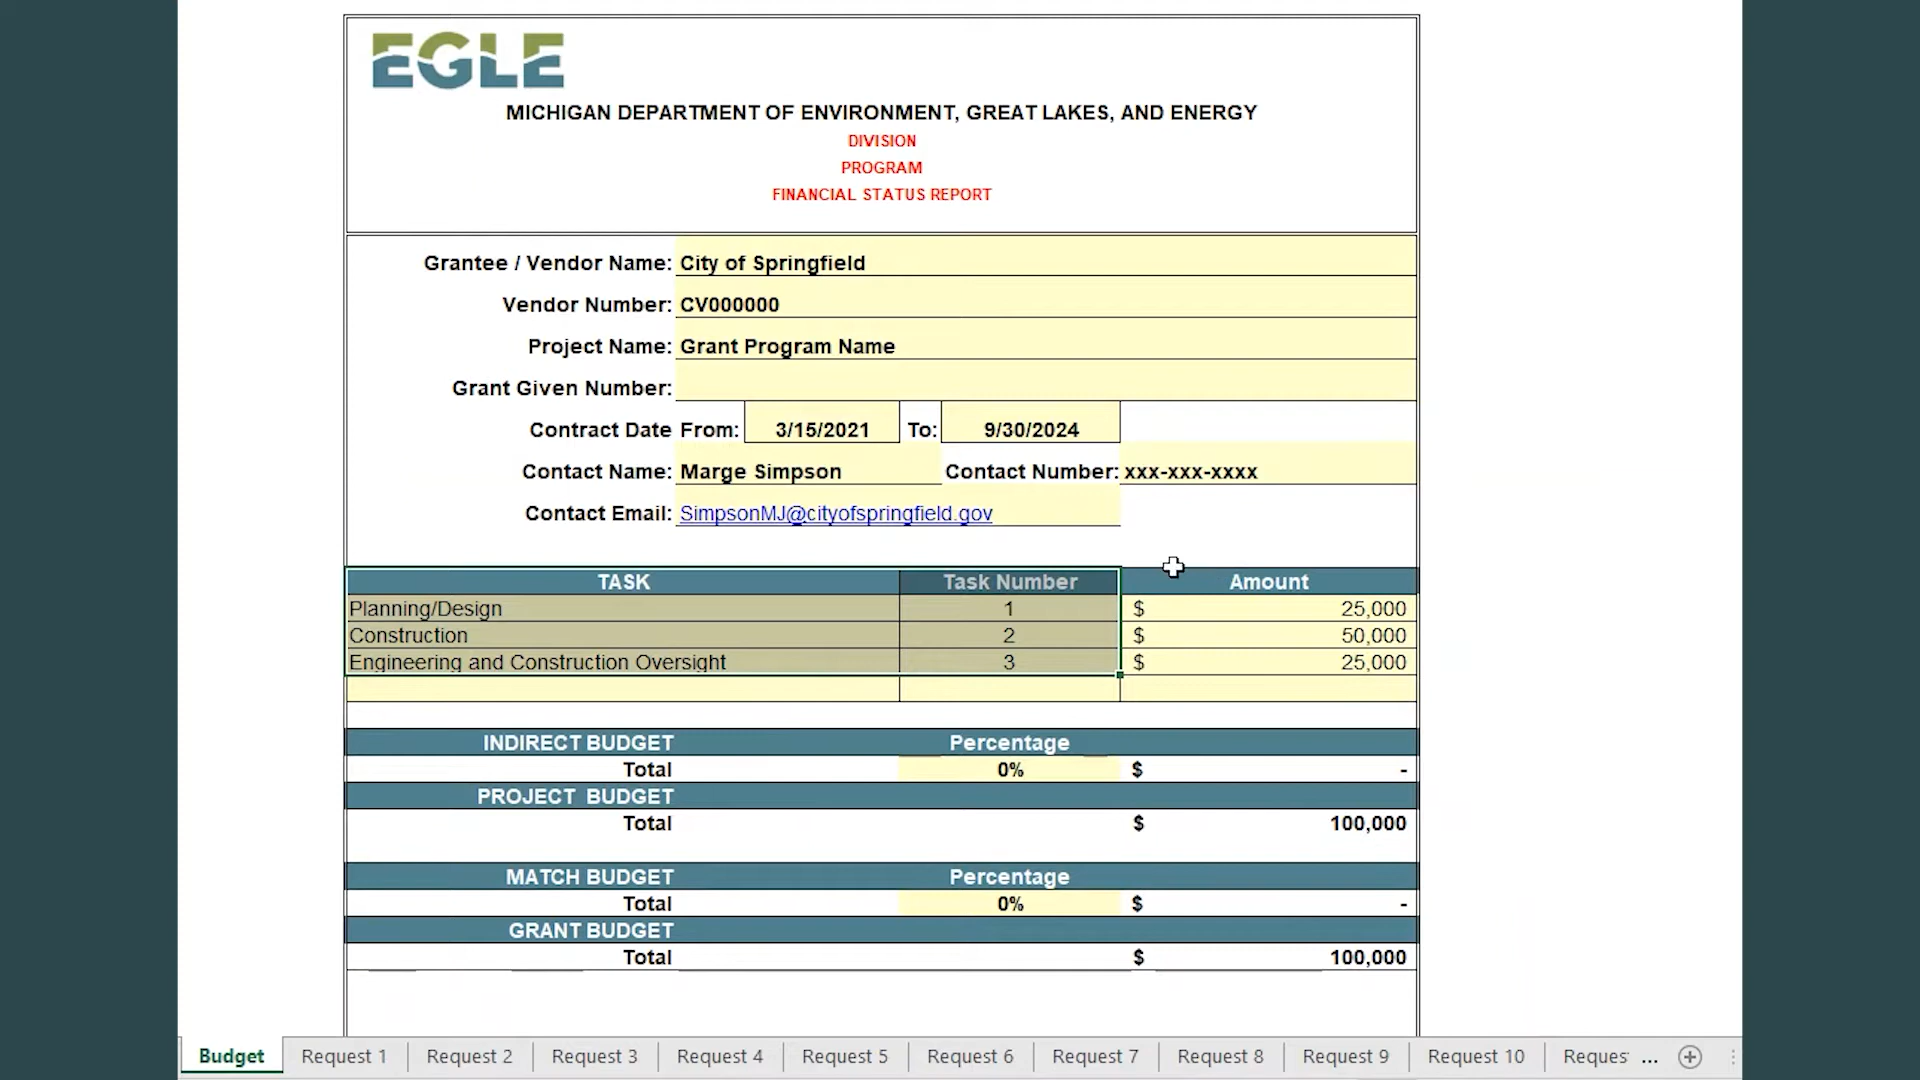 EGLE
MICHIGAN DEPARTMENT OF ENVIRONMENT, GREAT LAKES, AND ENERGY
DIVISION
PROGRAM
FINANCIAL STATUS REPORT
Grantee / Vendor Name: City of Springfield
Vendor Number: CV000000
Project Name: Grant Program Name
Grant Given Number:
Contract Date From: 3/15/2021 To: 9/30/2024
Contact Name: Marge Simpson Contact Number: xxx-xxx-xxxx
Contact Email: SimpsonMJ@cityofspringfield.gov
TASK Task Number Amount
Planning/Design 1 $ 25,000
Construction 2 $ 50,000
Engineering and Construction Oversight 3 $ 25,000
INDIRECT BUDGET Percentage
Total 0% $ -
PROJECT BUDGET
Total $ 100,000
MATCH BUDGET Percentage
Total 0% $ -
GRANT BUDGET
Total $ 100,000
Budget Request 1 Request 2 Request 3 Request 4 Request 5 Request 6 Request 7 Request 8 Request 9 Request 10 Reques ...